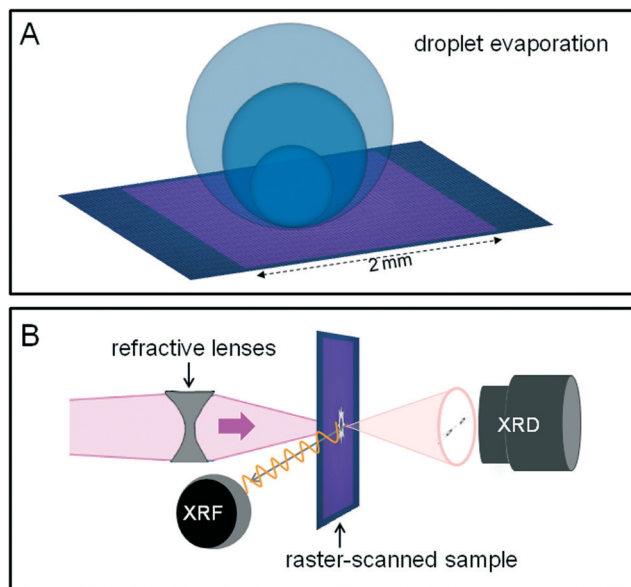 A
droplet evaporation
2 mm
B
refractive lenses
XRD
XRF
raster-scanned sample